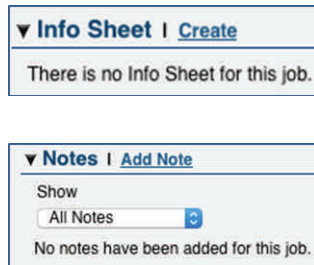 ▼ Info Sheet | Create
There is no Info Sheet for this job.
▼ Notes | Add Note
Show
All Notes
No notes have been added for this job.